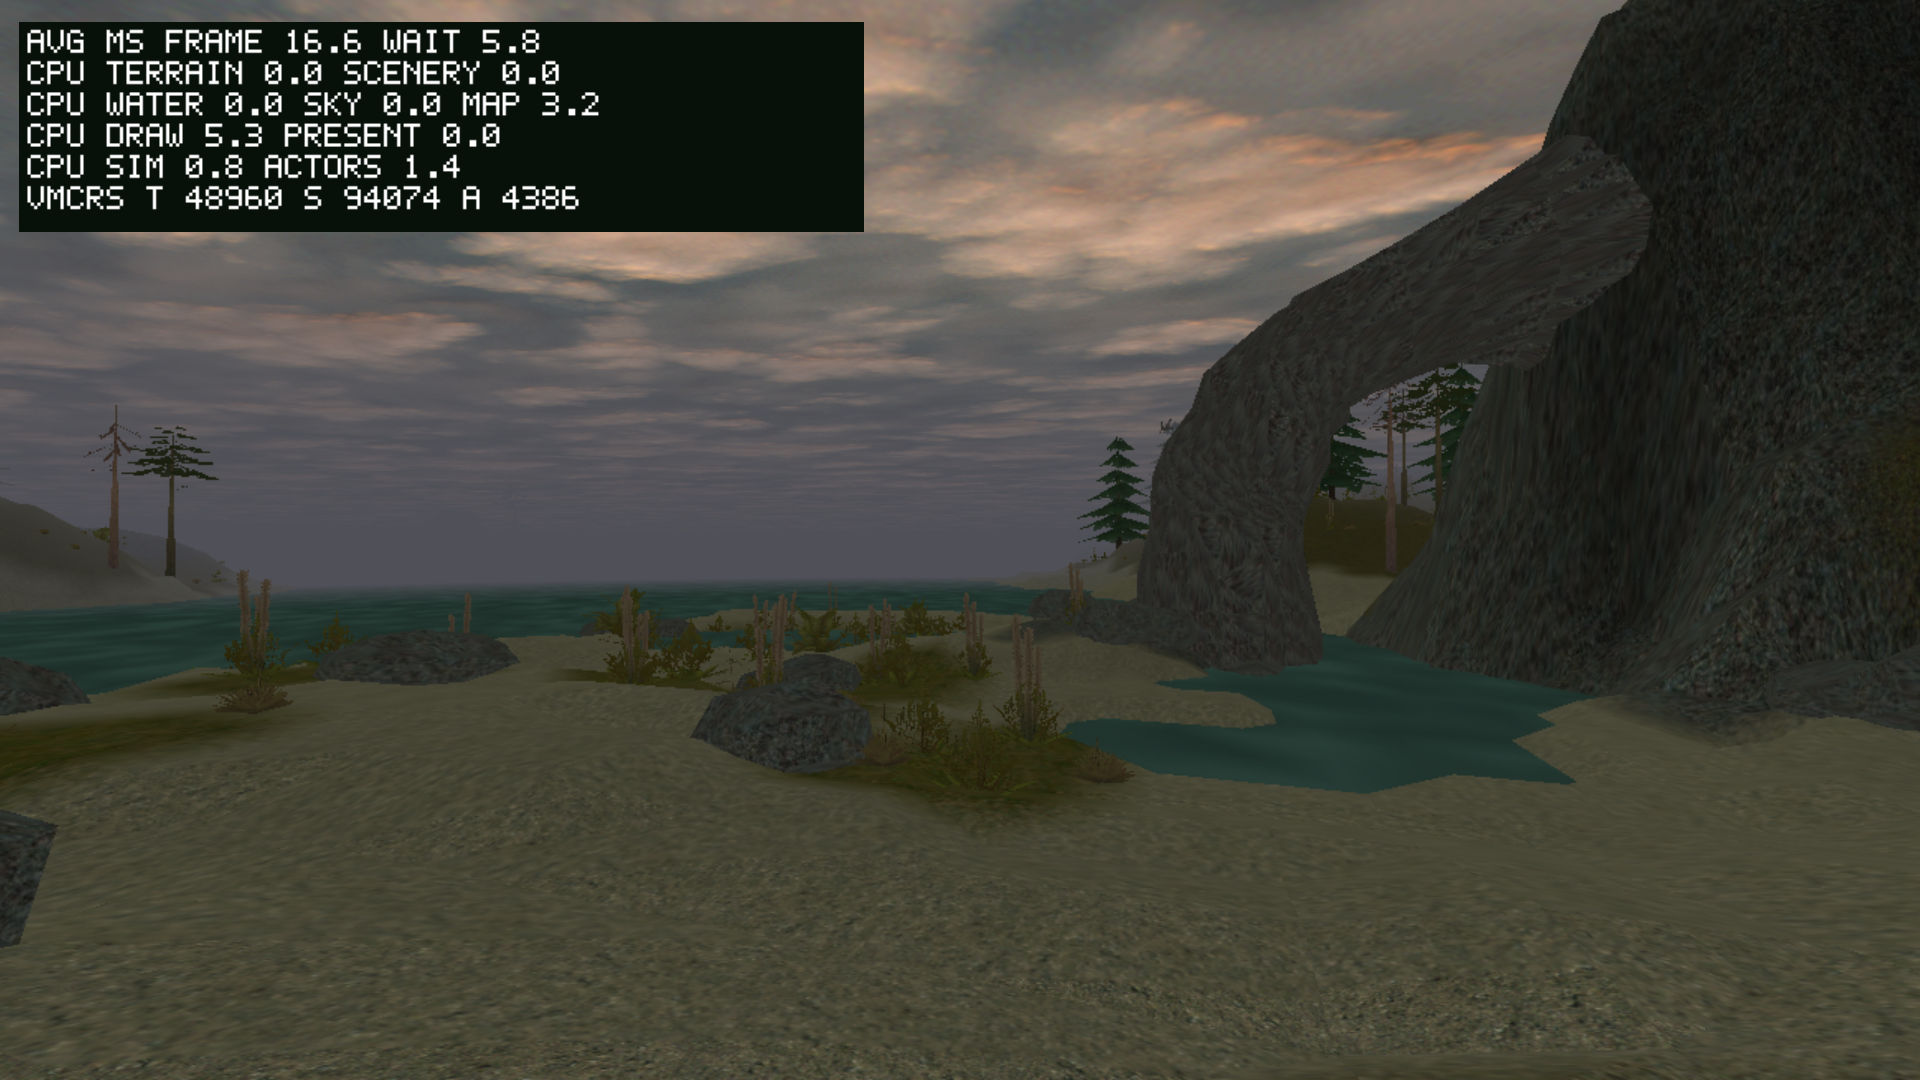 AVG MS FRAME 16.6 WAIT 5.8
CPU TERRAIN 0.0 SCENERY 0.0
CPU WATER 0.0 SKY 0.0 MAP 3.2
CPU DRAW 5.3 PRESENT 0.0
CPU SIM 0.8 ACTORS 1.4
VMCRS T 48960 S 94074 A 4386